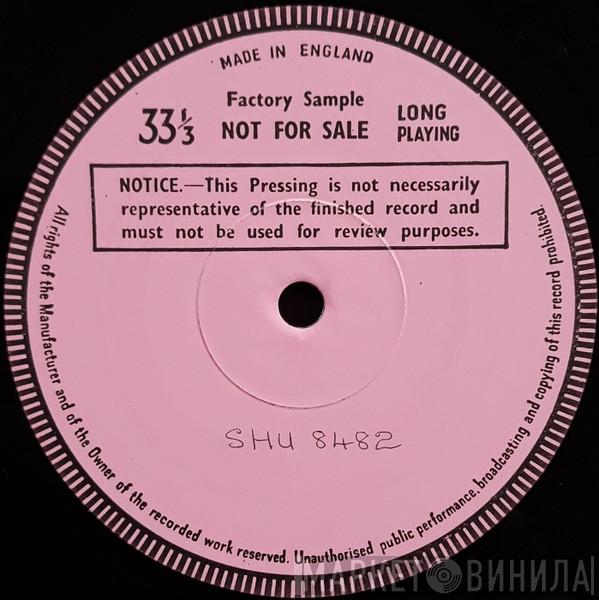 MADE IN ENGLAND
Factory Sample
33⅓ NOT FOR SALE LONG PLAYING
NOTICE.—This Pressing is not necessarily
representative of the finished record and
must not be used for review purposes.
SHU 8482
All rights of the Manufacturer and of the Owner of the recorded work reserved. Unauthorised public performance, broadcasting and copying of this record prohibited.
МАРКЕТ ВИНИЛА